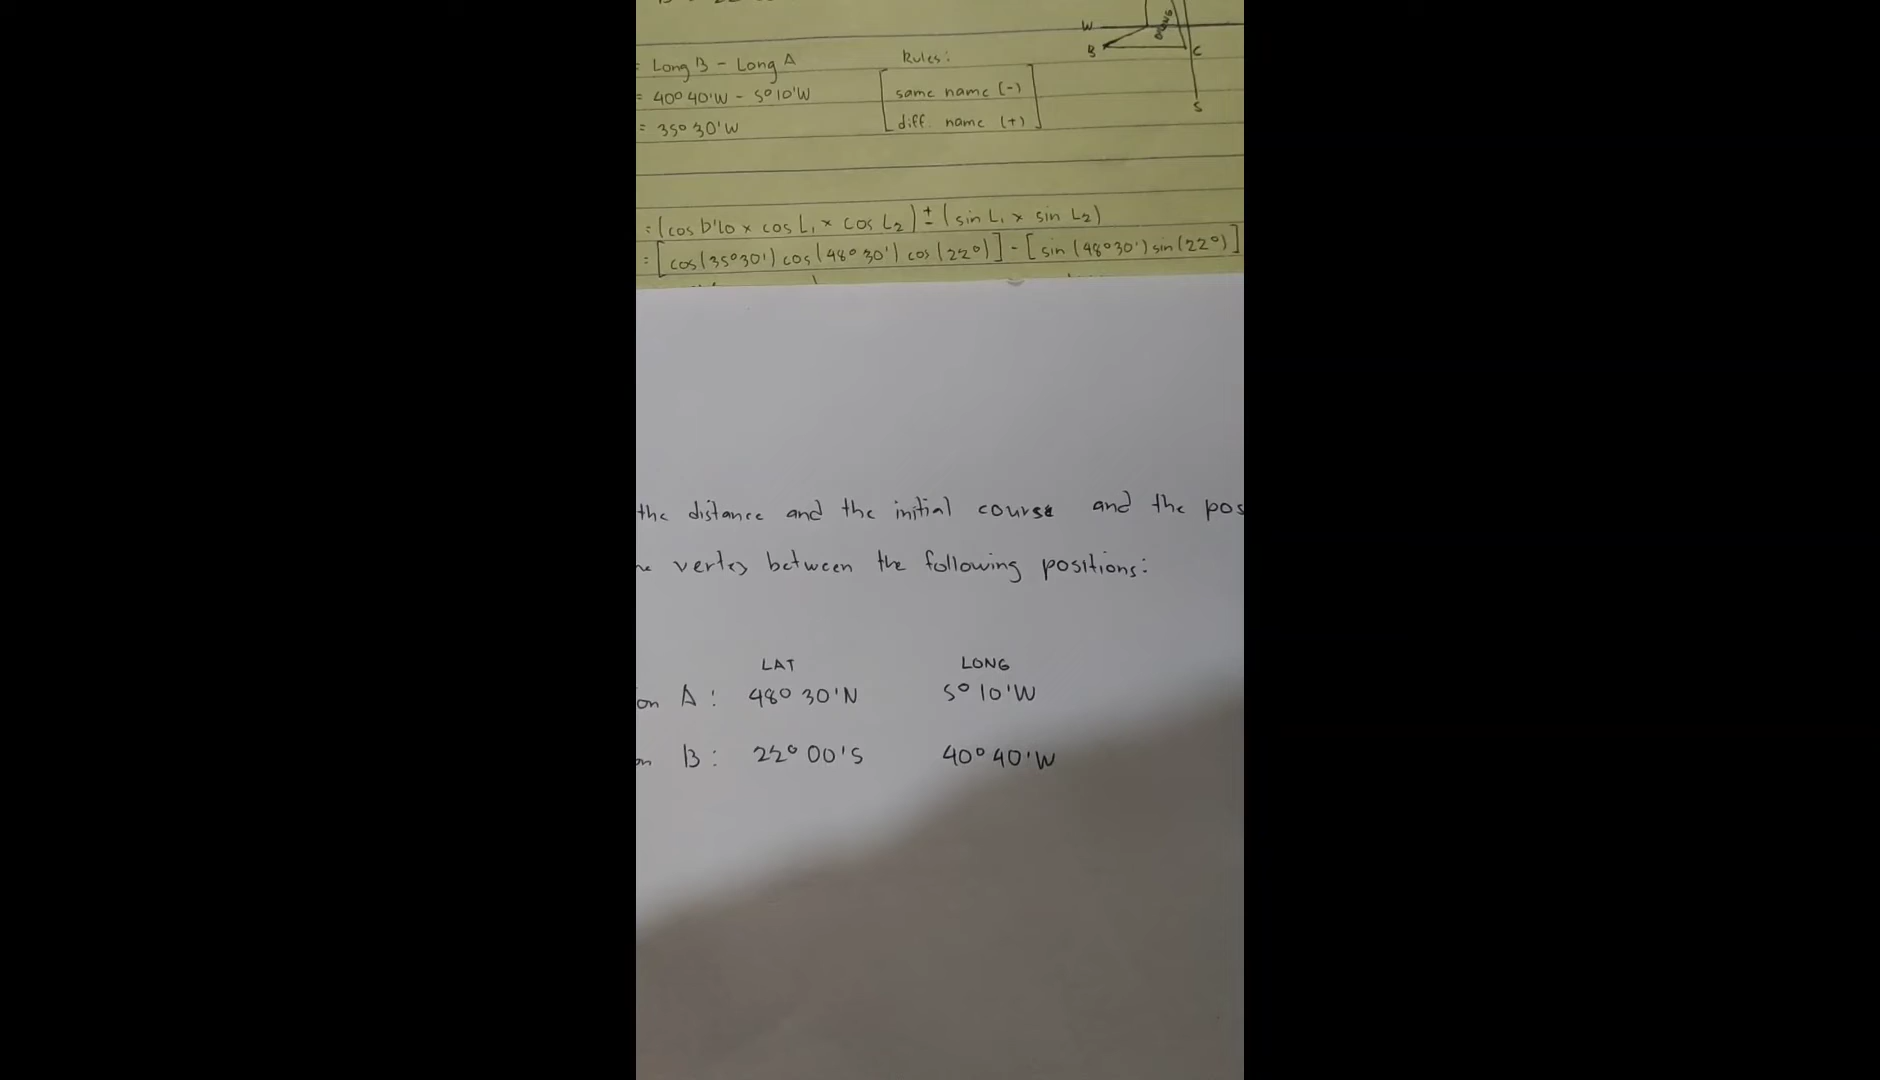 W
B
C
S
DLONG
= Long B - Long A
= 40° 40'W - 5° 10'W
= 35° 30'W
Rules:
same name (-)
diff. name (+)
= (cos D'lo x cos L₁ x cos L₂) ± (sin L₁ x sin L₂)
= [cos(35°30') cos(48°30') cos(22°)] - [sin(48°30') sin(22°)]
the distance and the initial course and the pos
vertex between the following positions:
LAT LONG
on A: 48° 30'N 5° 10'W
on B: 22° 00'S 40° 40'W